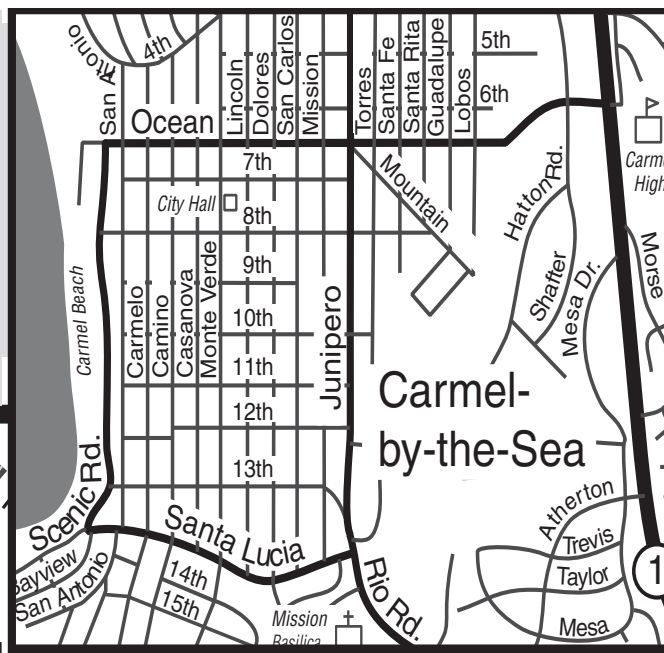 San Antonio
4th
Lincoln
Dolores
San Carlos
Mission
Torres
Santa Fe
Santa Rita
Guadalupe
Lobos
5th
6th
Ocean
7th
Mountain
Hatton Rd.
City Hall
8th
Carmel Beach
Carmelo
Camino
Casanova
Monte Verde
9th
10th
11th
12th
13th
Junipero
Shafter
Mesa Dr.
Morse
Carmel-
by-the-Sea
Scenic Rd.
Santa Lucia
Atherton
Trevis
Taylor
Mesa
1
Bayview
San Antonio
14th
15th
Rio Rd.
Mission
Basilica
High